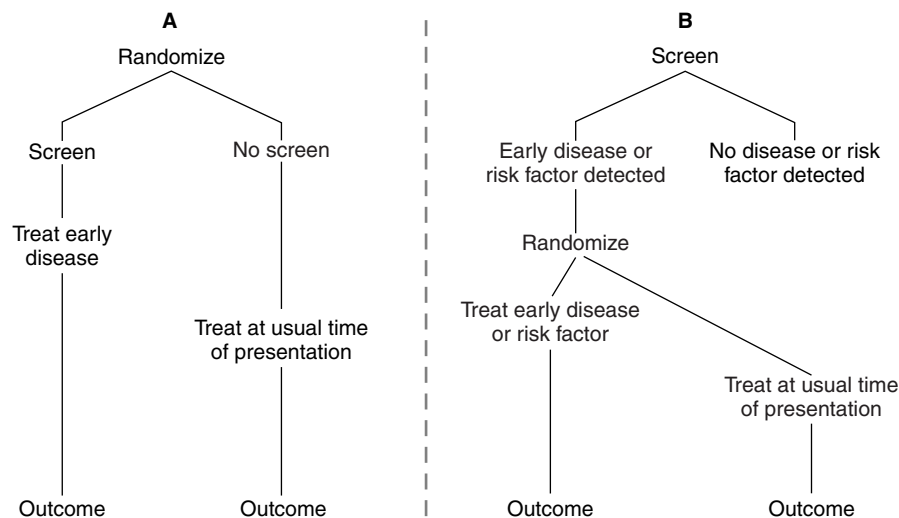 A
Randomize
Screen
No screen
Treat early
disease
Treat at usual time
of presentation
Outcome
Outcome
B
Screen
Early disease or
risk factor detected
No disease or risk
factor detected
Randomize
Treat early disease
or risk factor
Treat at usual time
of presentation
Outcome
Outcome